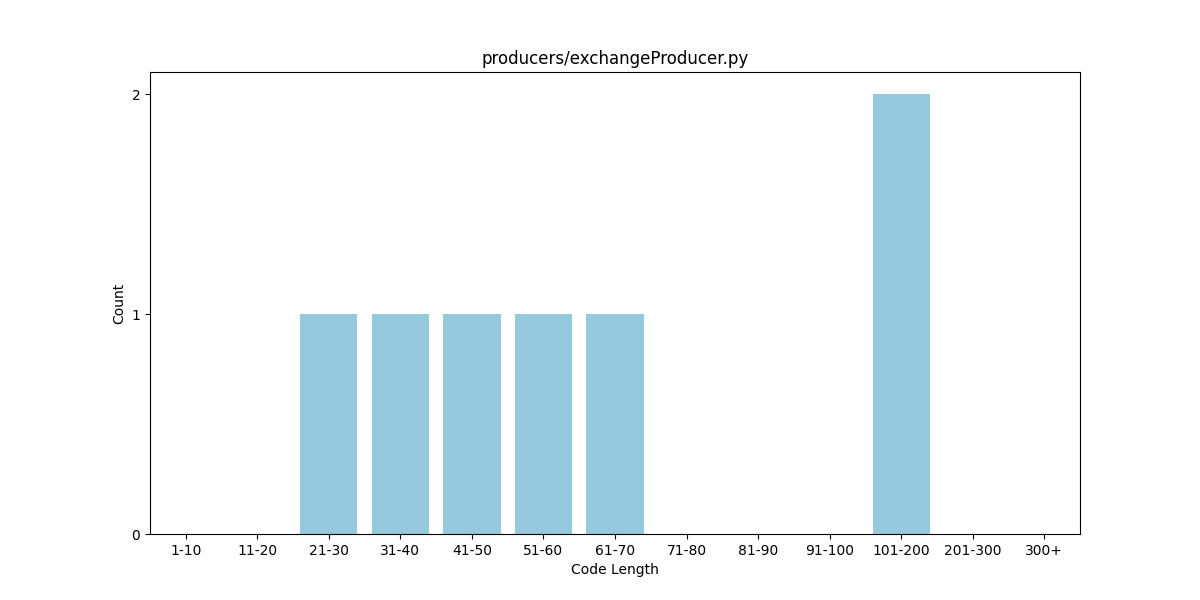 producers/exchangeProducer.py
2
1
0
Count
1-10 11-20 21-30 31-40 41-50 51-60 61-70 71-80 81-90 91-100 101-200 201-300 300+
Code Length